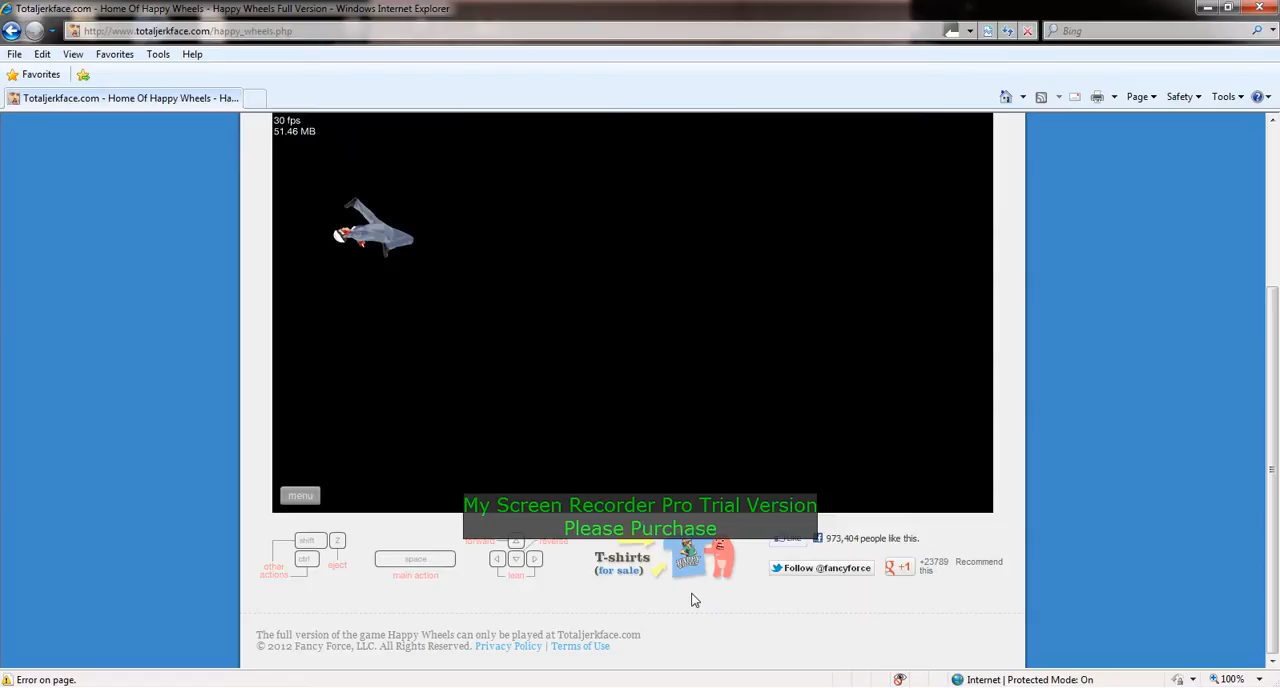 Totaljerkface.com - Home Of Happy Wheels - Happy Wheels Full Version - Windows Internet Explorer
http://www.totaljerkface.com/happy_wheels.php
Bing
File Edit View Favorites Tools Help
Favorites
Totaljerkface.com - Home Of Happy Wheels - Ha...
Page Safety Tools
30 fps
51.46 MB
menu
My Screen Recorder Pro Trial Version
Please Purchase
shift Z
ctrl
other
actions
eject
space
main action
forward reverse
lean
T-shirts
(for sale)
Like 973,404 people like this.
Follow @fancyforce
+1 +23789 Recommend
this
The full version of the game Happy Wheels can only be played at Totaljerkface.com
© 2012 Fancy Force, LLC. All Rights Reserved. Privacy Policy | Terms of Use
Error on page.
Internet | Protected Mode: On
100%